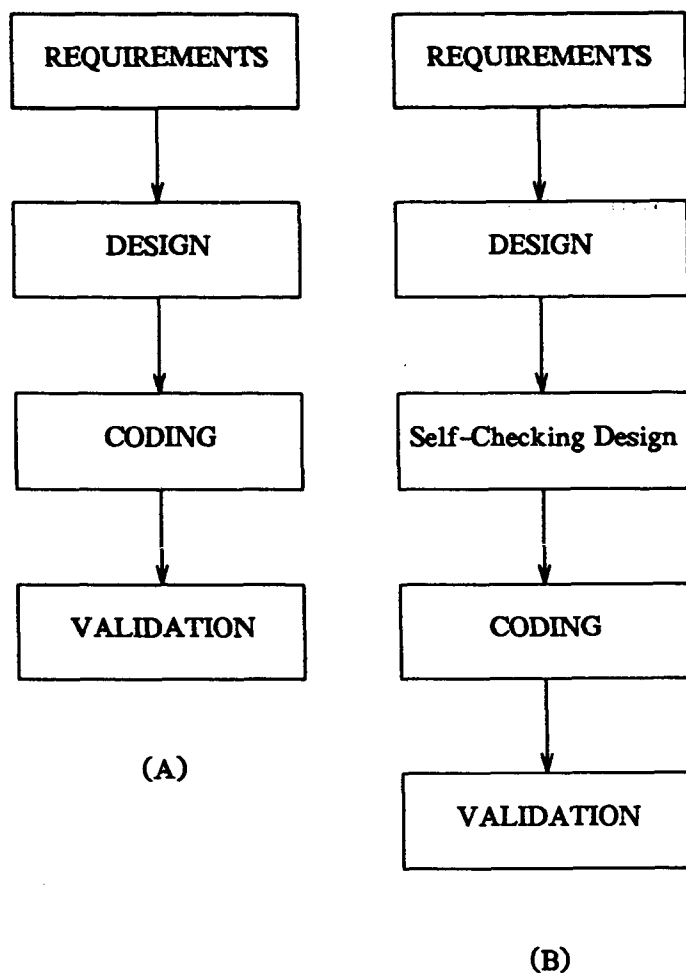 REQUIREMENTS
DESIGN
CODING
VALIDATION
(A)
REQUIREMENTS
DESIGN
Self-Checking Design
CODING
VALIDATION
(B)